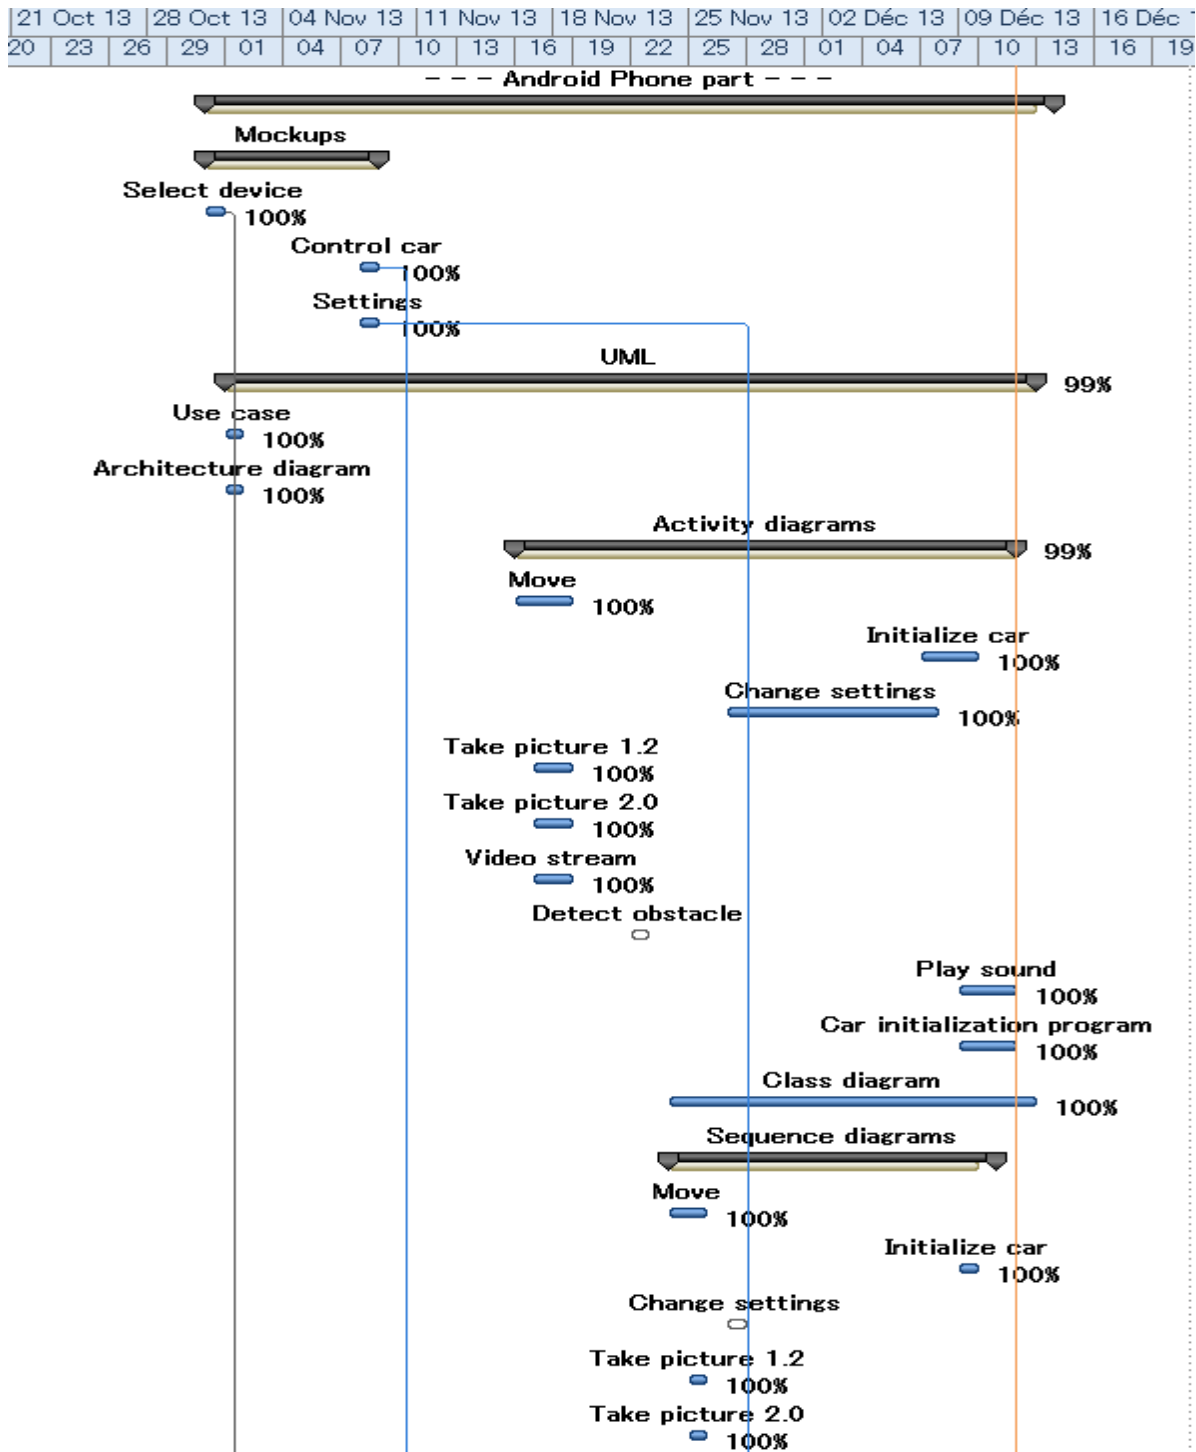 21 Oct 13 28 Oct 13 04 Nov 13 11 Nov 13 18 Nov 13 25 Nov 13 02 Déc 13 09 Déc 13 16 Déc 1
20 23 26 29 01 04 07 10 13 16 19 22 25 28 01 04 07 10 13 16 19
- - - Android Phone part - - -
Mockups
Select device
100%
Control car
100%
Settings
100%
UML
99%
Use case
100%
Architecture diagram
100%
Activity diagrams
99%
Move
100%
Initialize car
100%
Change settings
100%
Take picture 1.2
100%
Take picture 2.0
100%
Video stream
100%
Detect obstacle
Play sound
100%
Car initialization program
100%
Class diagram
100%
Sequence diagrams
Move
100%
Initialize car
100%
Change settings
Take picture 1.2
100%
Take picture 2.0
100%